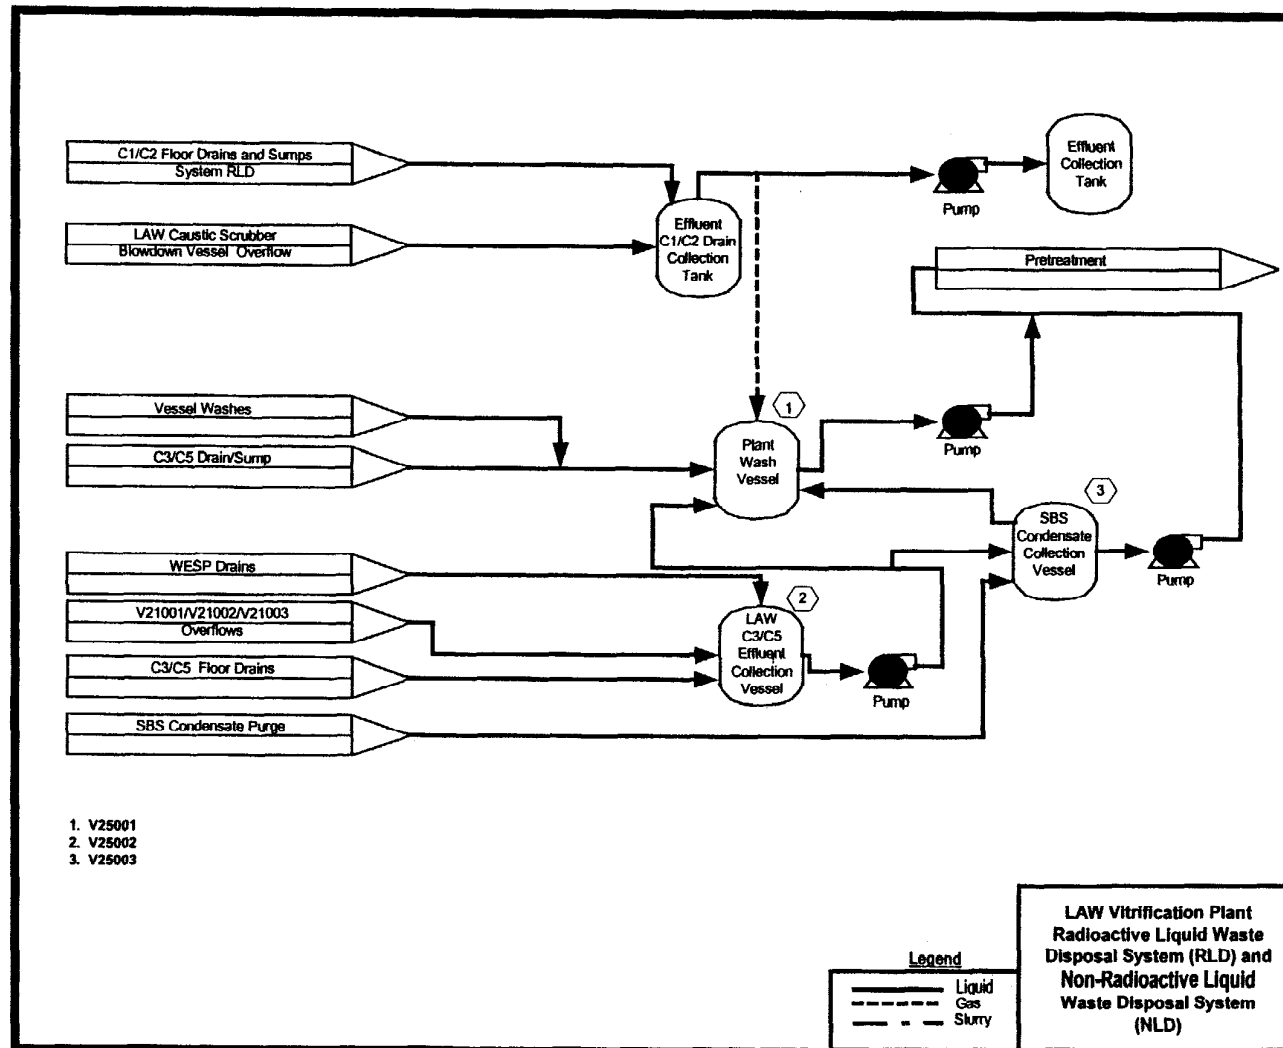 C1/C2 Floor Drains and Sumps
System RLD
LAW Caustic Scrubber
Blowdown Vessel Overflow
Effluent
C1/C2 Drain
Collection
Tank
Pump
Effluent
Collection
Tank
Pretreatment
Vessel Washes
C3/C5 Drain/Sump
1
Plant
Wash
Vessel
Pump
3
SBS
Condensate
Collection
Vessel
Pump
WESP Drains
V21001/V21002/V21003
Overflows
C3/C5 Floor Drains
SBS Condensate Purge
2
LAW
C3/C5
Effluent
Collection
Vessel
Pump
1. V25001
2. V25002
3. V25003
Legend
Liquid
Gas
Slurry
LAW Vitrification Plant
Radioactive Liquid Waste
Disposal System (RLD) and
Non-Radioactive Liquid
Waste Disposal System
(NLD)